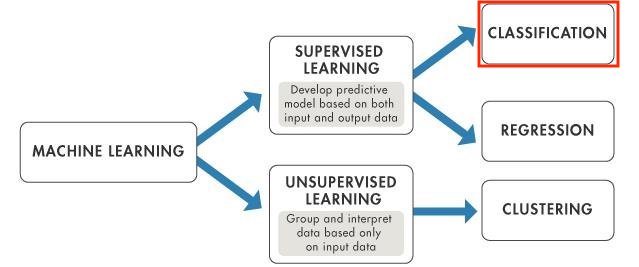 MACHINE LEARNING
SUPERVISED
LEARNING
Develop predictive
model based on both
input and output data
UNSUPERVISED
LEARNING
Group and interpret
data based only
on input data
CLASSIFICATION
REGRESSION
CLUSTERING